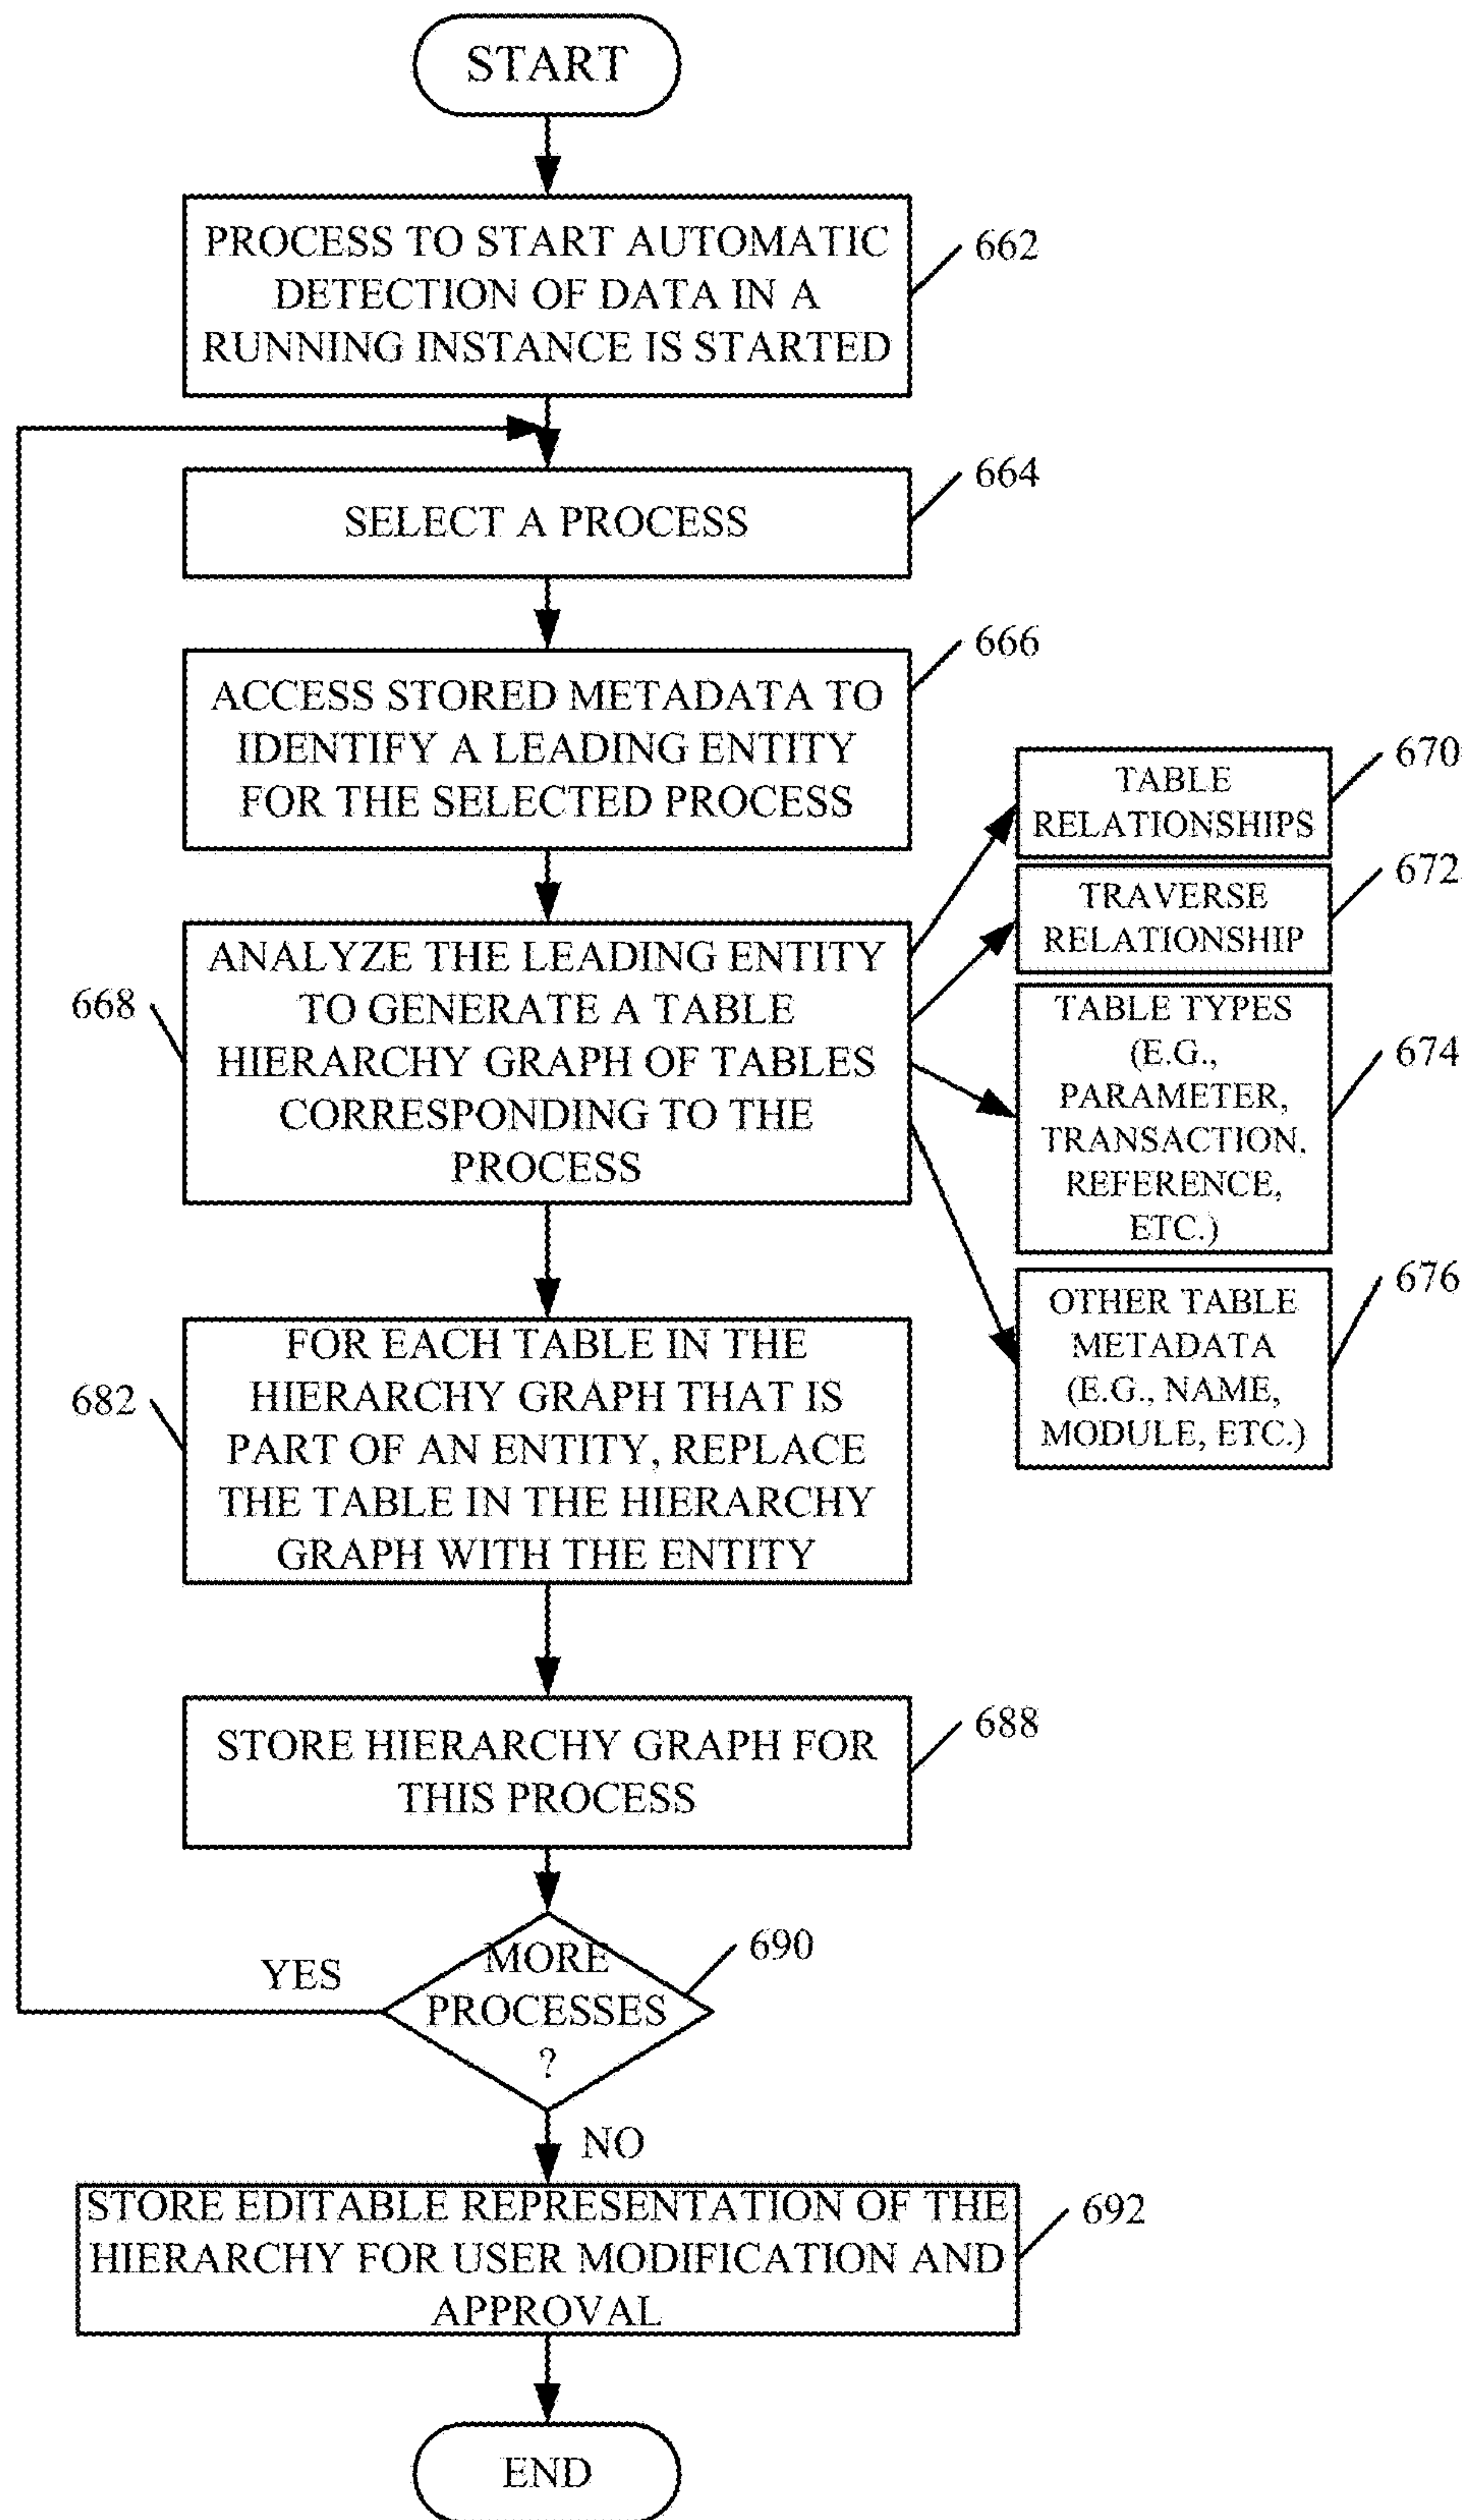 START
PROCESS TO START AUTOMATIC
DETECTION OF DATA IN A
RUNNING INSTANCE IS STARTED
662
SELECT A PROCESS
664
ACCESS STORED METADATA TO
IDENTIFY A LEADING ENTITY
FOR THE SELECTED PROCESS
666
ANALYZE THE LEADING ENTITY
TO GENERATE A TABLE
HIERARCHY GRAPH OF TABLES
CORRESPONDING TO THE
PROCESS
668
TABLE
RELATIONSHIPS
670
TRAVERSE
RELATIONSHIP
672
TABLE TYPES
(E.G.,
PARAMETER,
TRANSACTION,
REFERENCE,
ETC.)
674
OTHER TABLE
METADATA
(E.G., NAME,
MODULE, ETC.)
676
FOR EACH TABLE IN THE
HIERARCHY GRAPH THAT IS
PART OF AN ENTITY, REPLACE
THE TABLE IN THE HIERARCHY
GRAPH WITH THE ENTITY
682
STORE HIERARCHY GRAPH FOR
THIS PROCESS
688
MORE
PROCESSES
?
690
YES
NO
STORE EDITABLE REPRESENTATION OF THE
HIERARCHY FOR USER MODIFICATION AND
APPROVAL
692
END